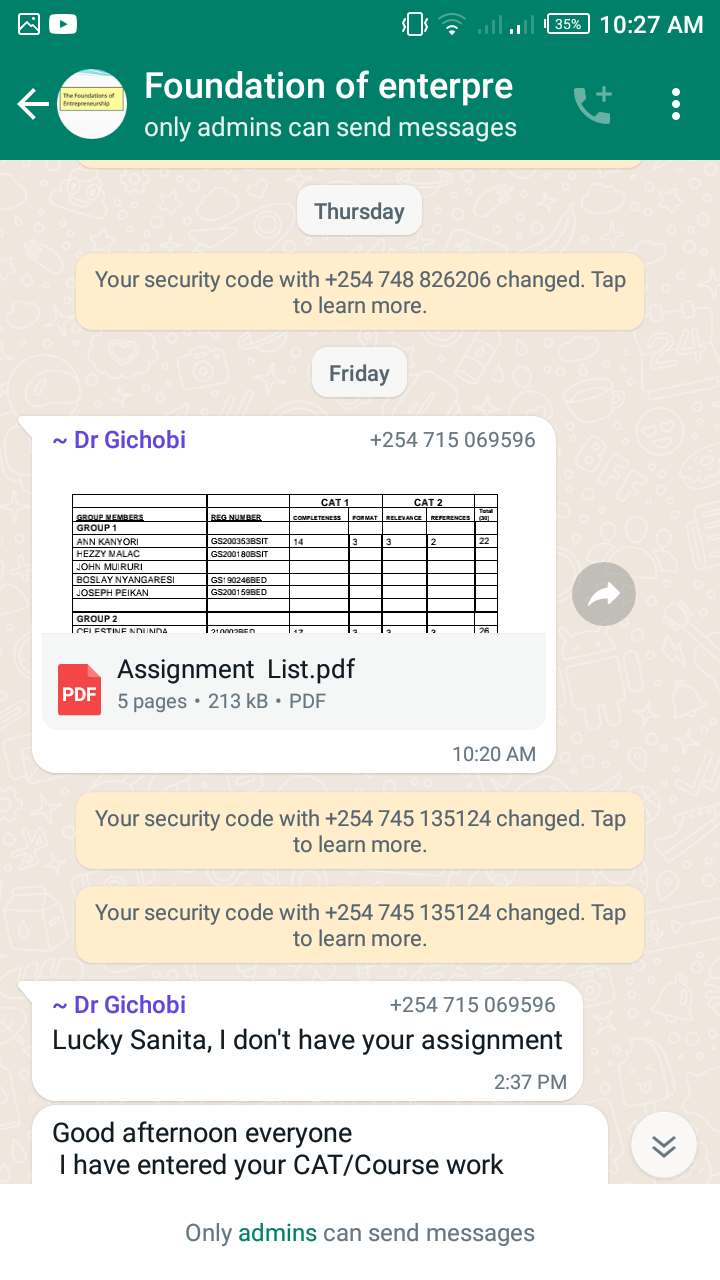 35% 10:27 AM
The Foundations of
Entrepreneurship
Foundation of enterpre
only admins can send messages
Thursday
Your security code with +254 748 826206 changed. Tap
to learn more.
Friday
~ Dr Gichobi +254 715 069596
CAT 1 CAT 2
GROUP MEMBERS REG NUMBER COMPLETENESS FORMAT RELEVANCE REFERENCES Total (30)
GROUP 1
ANN KANYORI GS200353BSIT 14 3 3 2 22
HEZZY MALAC GS200180BSIT
JOHN MUIRURI
BOSLAY NYANGARESI GS190246BED
JOSEPH PEIKAN GS200159BED
GROUP 2
CELESTINE NDUNDA 210002BED 17 3 3 3 26
PDF
Assignment List.pdf
5 pages • 213 kB • PDF
10:20 AM
Your security code with +254 745 135124 changed. Tap
to learn more.
Your security code with +254 745 135124 changed. Tap
to learn more.
~ Dr Gichobi +254 715 069596
Lucky Sanita, I don't have your assignment
2:37 PM
Good afternoon everyone
I have entered your CAT/Course work
Only admins can send messages